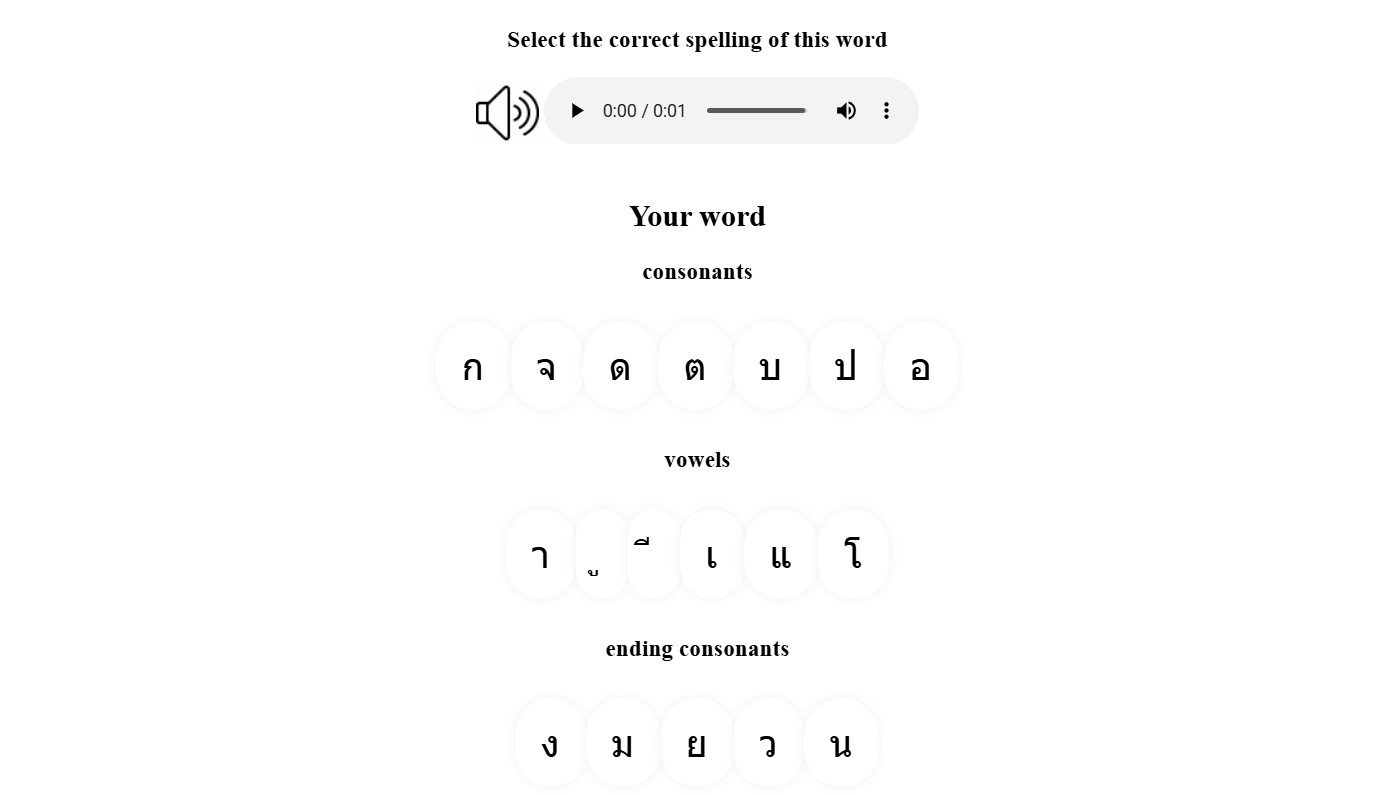 Select the correct spelling of this word
0:00 / 0:01
Your word
consonants
ก จ ด ต บ ป อ
vowels
า ู ี เ แ โ
ending consonants
ง ม ย ว น